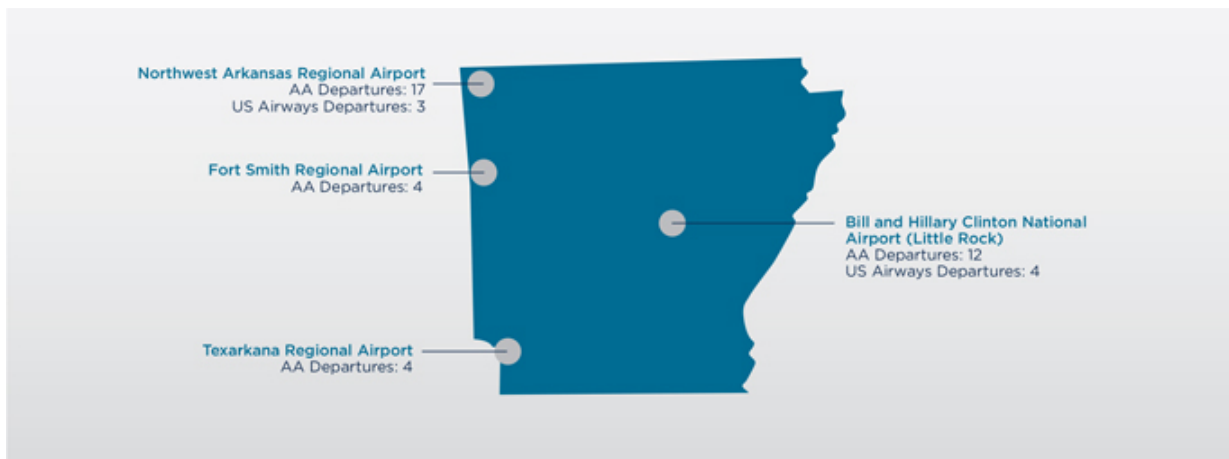 Northwest Arkansas Regional Airport
AA Departures: 17
US Airways Departures: 3
Fort Smith Regional Airport
AA Departures: 4
Bill and Hillary Clinton National
Airport (Little Rock)
AA Departures: 12
US Airways Departures: 4
Texarkana Regional Airport
AA Departures: 4